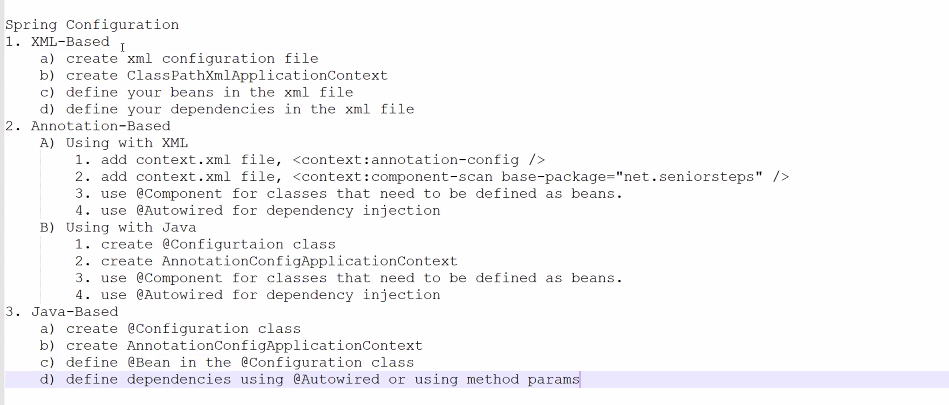 Spring Configuration
1. XML-Based
a) create xml configuration file
b) create ClassPathXmlApplicationContext
c) define your beans in the xml file
d) define your dependencies in the xml file
2. Annotation-Based
A) Using with XML
1. add context.xml file, <context:annotation-config />
2. add context.xml file, <context:component-scan base-package="net.seniorsteps" />
3. use @Component for classes that need to be defined as beans.
4. use @Autowired for dependency injection
B) Using with Java
1. create @Configurtaion class
2. create AnnotationConfigApplicationContext
3. use @Component for classes that need to be defined as beans.
4. use @Autowired for dependency injection
3. Java-Based
a) create @Configuration class
b) create AnnotationConfigApplicationContext
c) define @Bean in the @Configuration class
d) define dependencies using @Autowired or using method params